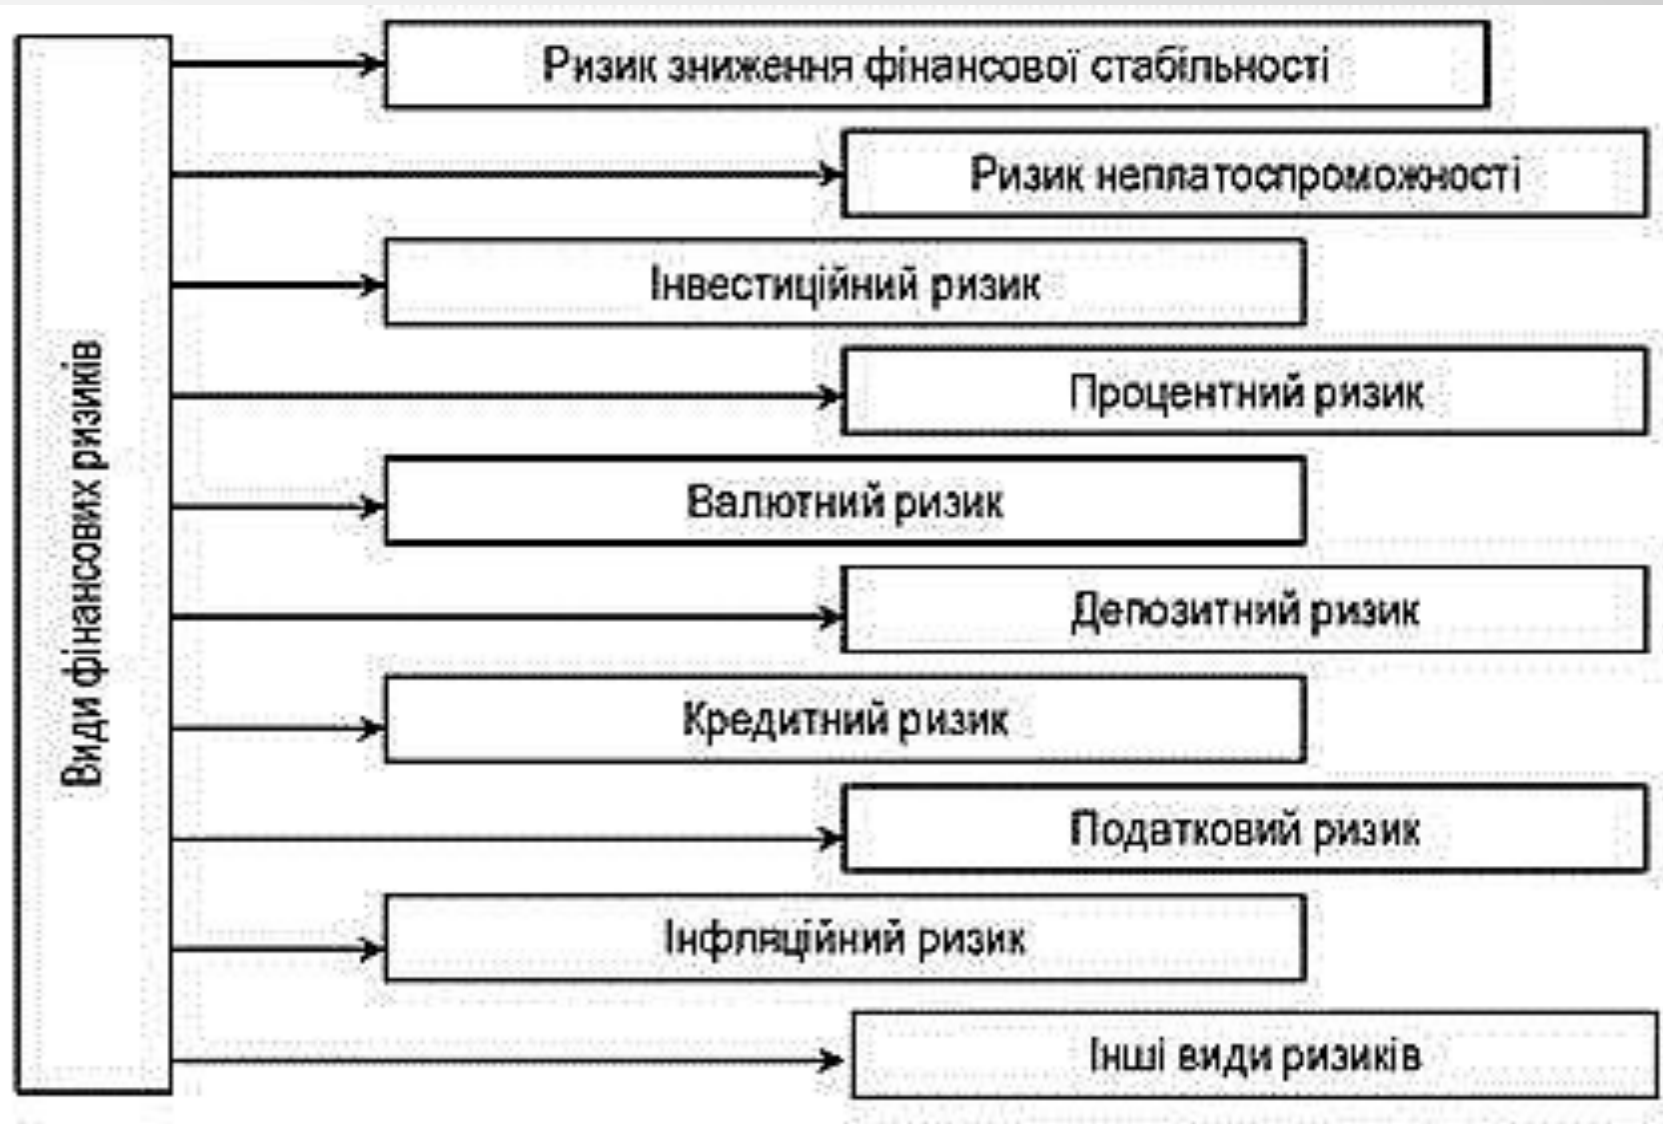 Види фінансових ризиків
Ризик зниження фінансової стабільності
Ризик неплатоспроможності
Інвестиційний ризик
Процентний ризик
Валютний ризик
Депозитний ризик
Кредитний ризик
Податковий ризик
Інфляційний ризик
Інші види ризиків